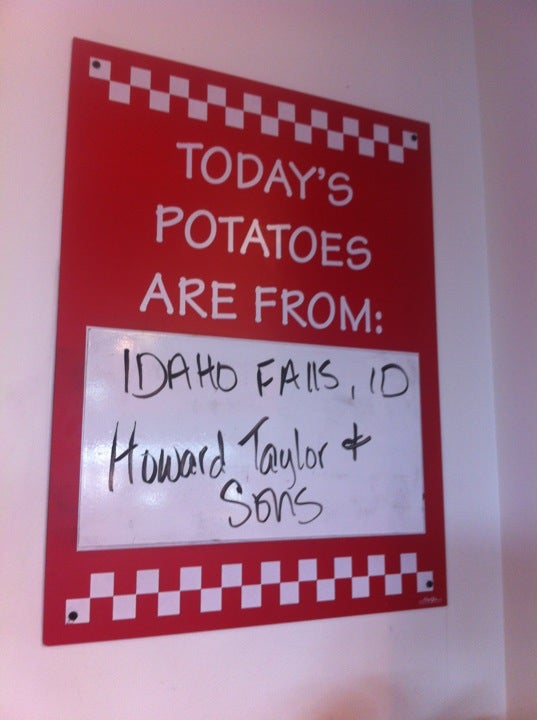 TODAY'S
POTATOES
ARE FROM:
IDAHO FAllS, ID
Howard Taylor &
Sons